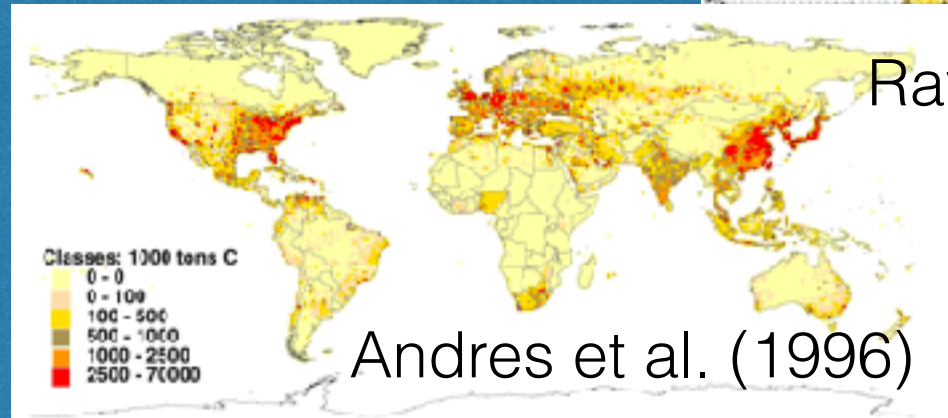 Ra
Classes: 1000 tons C
0 - 0
0 - 100
100 - 500
500 - 1000
1000 - 2500
2500 - 70000
Andres et al. (1996)